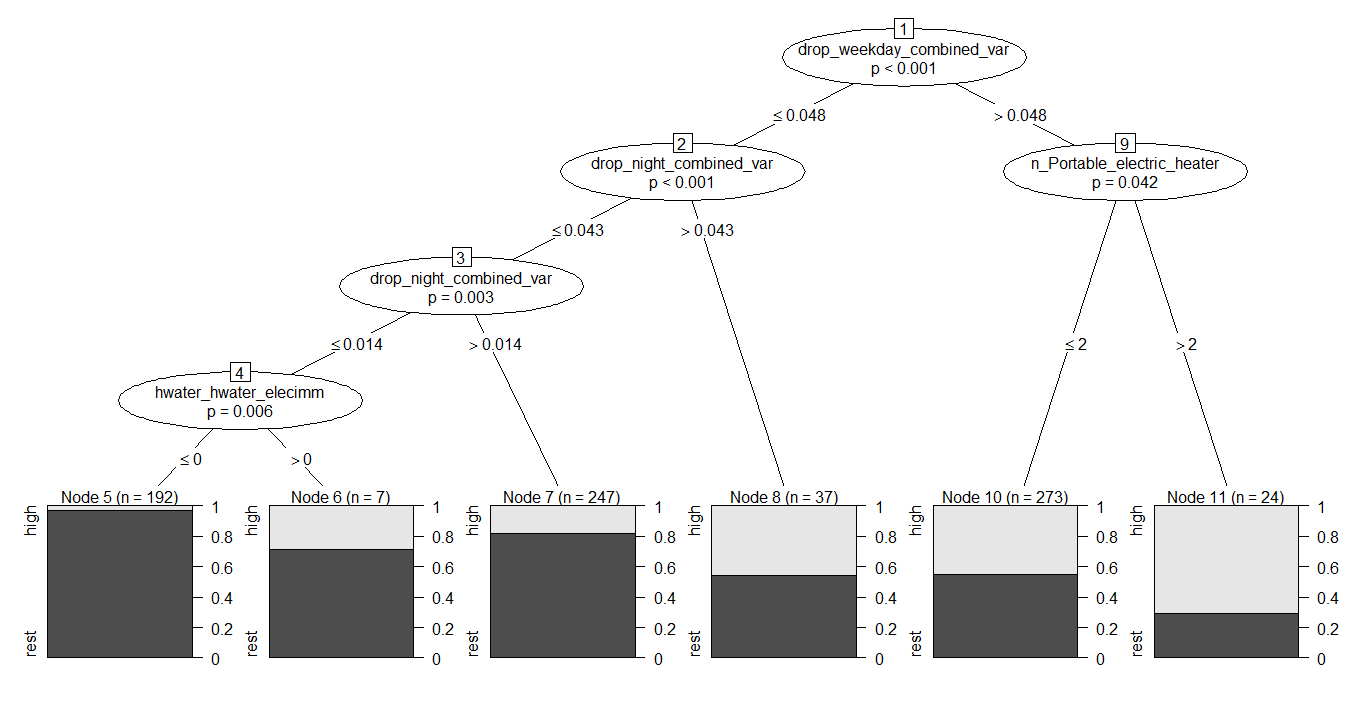 1
drop_weekday_combined_var
p < 0.001
≤ 0.048
> 0.048
2
drop_night_combined_var
p < 0.001
9
n_Portable_electric_heater
p = 0.042
≤ 0.043
> 0.043
3
drop_night_combined_var
p = 0.003
≤ 0.014
> 0.014
≤ 2
> 2
4
hwater_hwater_elecimm
p = 0.006
≤ 0
> 0
Node 5 (n = 192)
high
rest
1
0.8
0.6
0.4
0.2
0
Node 6 (n = 7)
high
rest
1
0.8
0.6
0.4
0.2
0
Node 7 (n = 247)
high
rest
1
0.8
0.6
0.4
0.2
0
Node 8 (n = 37)
high
rest
1
0.8
0.6
0.4
0.2
0
Node 10 (n = 273)
high
rest
1
0.8
0.6
0.4
0.2
0
Node 11 (n = 24)
high
rest
1
0.8
0.6
0.4
0.2
0